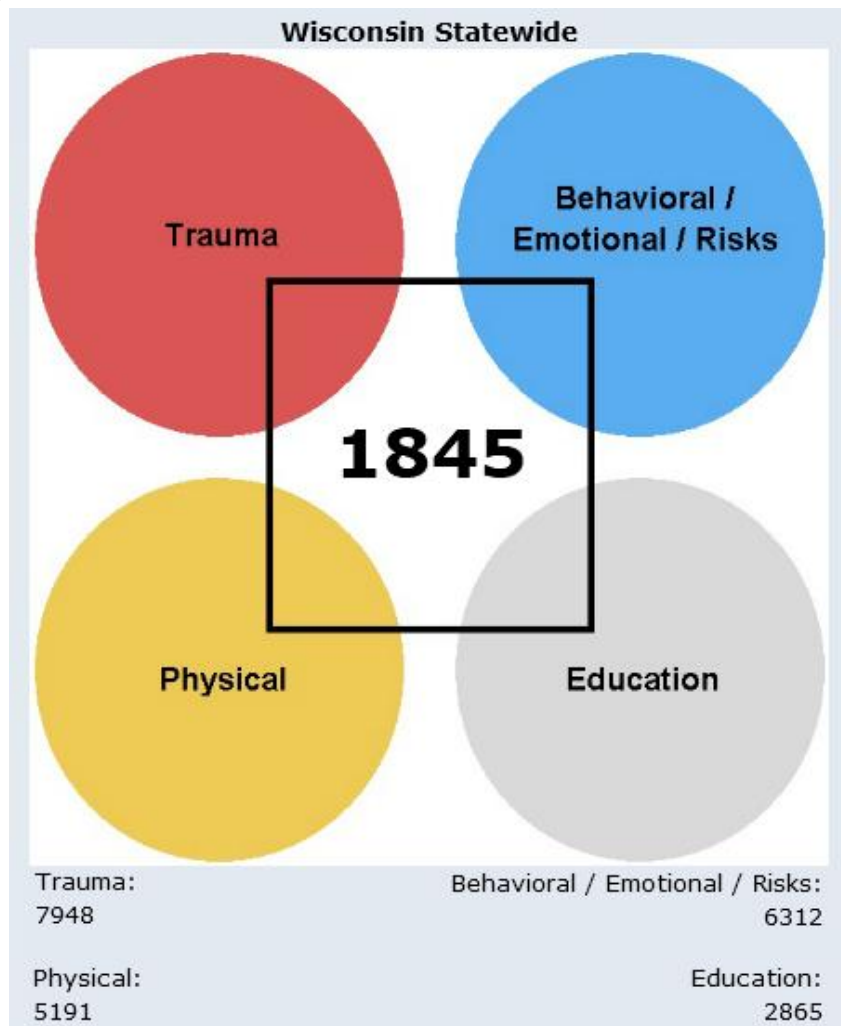 Wisconsin Statewide
Trauma
Behavioral /
Emotional / Risks
1845
Physical
Education
Trauma:
7948
Behavioral / Emotional / Risks:
6312
Physical:
5191
Education:
2865